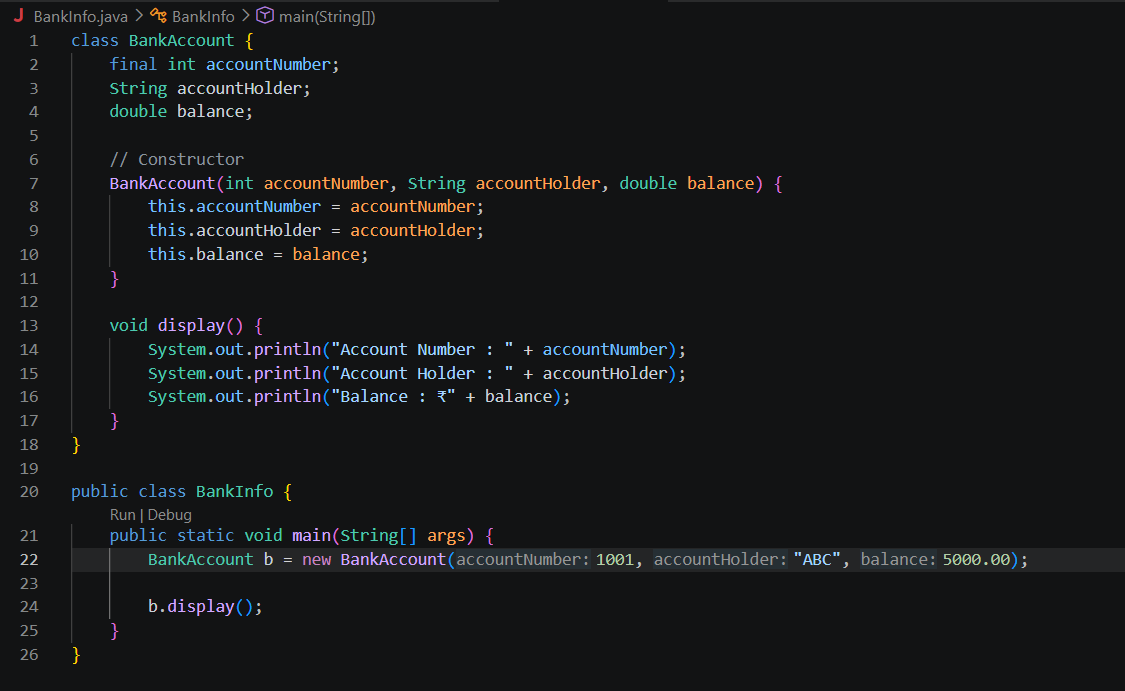 BankInfo.java > BankInfo > main(String[])
1 class BankAccount {
2     final int accountNumber;
3     String accountHolder;
4     double balance;
5
6     // Constructor
7     BankAccount(int accountNumber, String accountHolder, double balance) {
8         this.accountNumber = accountNumber;
9         this.accountHolder = accountHolder;
10         this.balance = balance;
11     }
12
13     void display() {
14         System.out.println("Account Number : " + accountNumber);
15         System.out.println("Account Holder : " + accountHolder);
16         System.out.println("Balance : ₹" + balance);
17     }
18 }
19
20 public class BankInfo {
Run | Debug
21     public static void main(String[] args) {
22         BankAccount b = new BankAccount(accountNumber: 1001, accountHolder: "ABC", balance: 5000.00);
23
24         b.display();
25     }
26 }